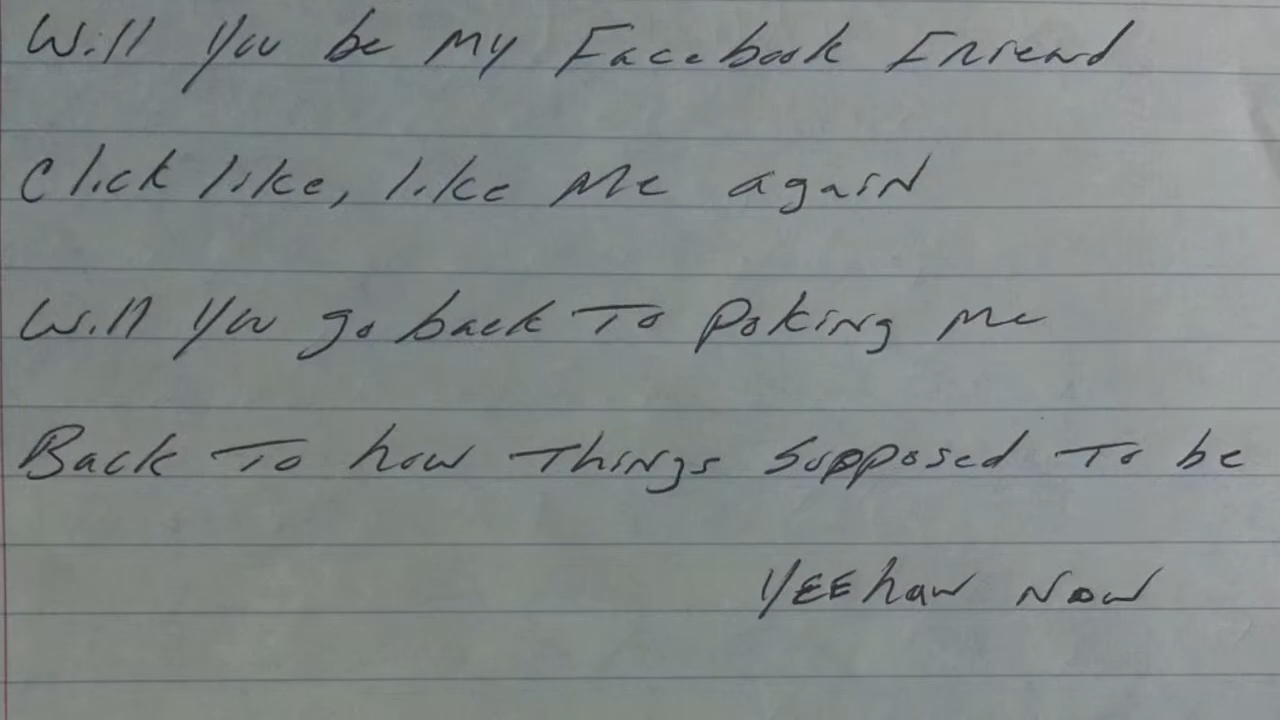 Will you be my Facebook Friend
Click like, like me again
Will you go back To poking me
Back To how Things supposed To be
YEEhaw Now